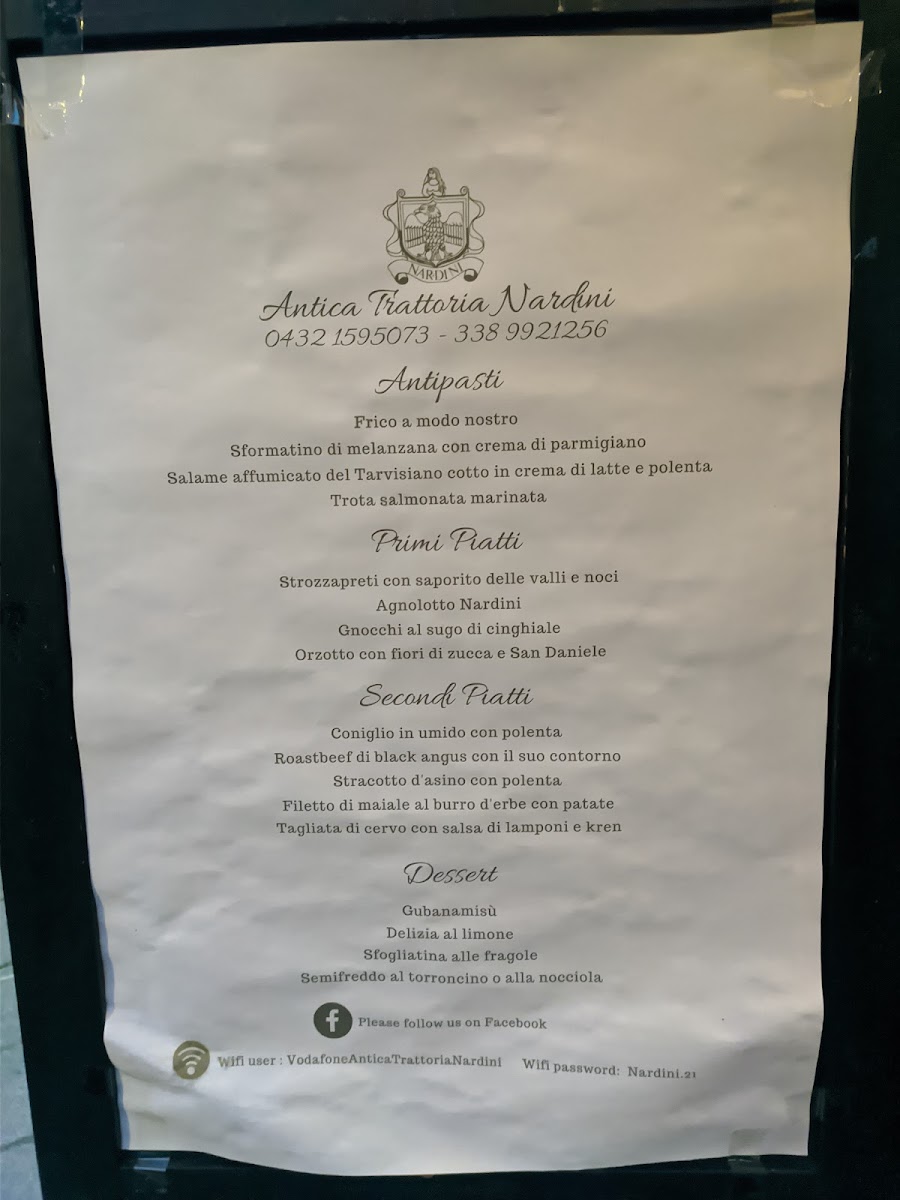 NARDINI
Antica Trattoria Nardini
0432 1595073 - 338 9921256
Antipasti
Frico a modo nostro
Sformatino di melanzana con crema di parmigiano
Salame affumicato del Tarvisiano cotto in crema di latte e polenta
Trota salmonata marinata
Primi Piatti
Strozzapreti con saporito delle valli e noci
Agnolotto Nardini
Gnocchi al sugo di cinghiale
Orzotto con fiori di zucca e San Daniele
Secondi Piatti
Coniglio in umido con polenta
Roastbeef di black angus con il suo contorno
Stracotto d'asino con polenta
Filetto di maiale al burro d'erbe con patate
Tagliata di cervo con salsa di lamponi e kren
Dessert
Gubanamisù
Delizia al limone
Sfogliatina alle fragole
Semifreddo al torroncino o alla nocciola
f Please follow us on Facebook
Wifi user : VodafoneAnticaTrattoriaNardini Wifi password: Nardini.21